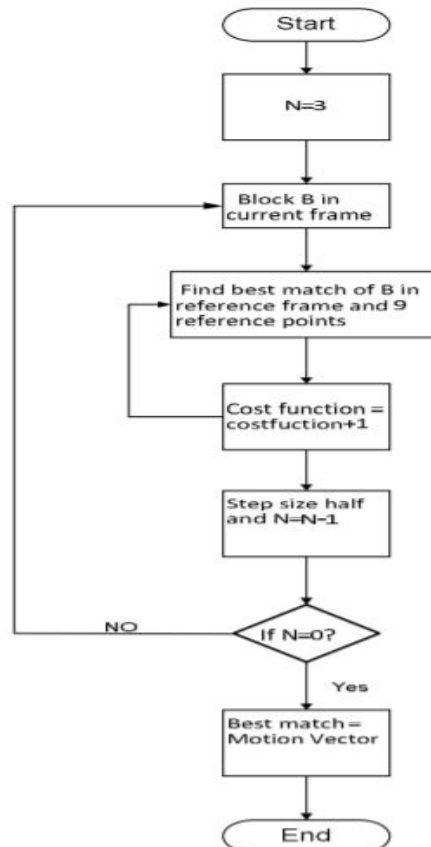 Start
N=3
Block B in
current frame
Find best match of B in
reference frame and 9
reference points
Cost function =
costfuction+1
Step size half
and N=N-1
If N=0?
NO
Yes
Best match =
Motion Vector
End